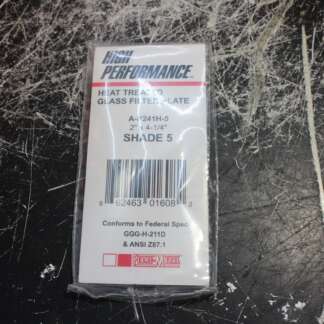 HIGH
PERFORMANCE
HEAT TREATED
GLASS FILTER PLATE
2" x 4-1/4"
SHADE 5
62463 01608
Conforms to Federal Spec.
GGG-H-211D
& ANSI Z87.1